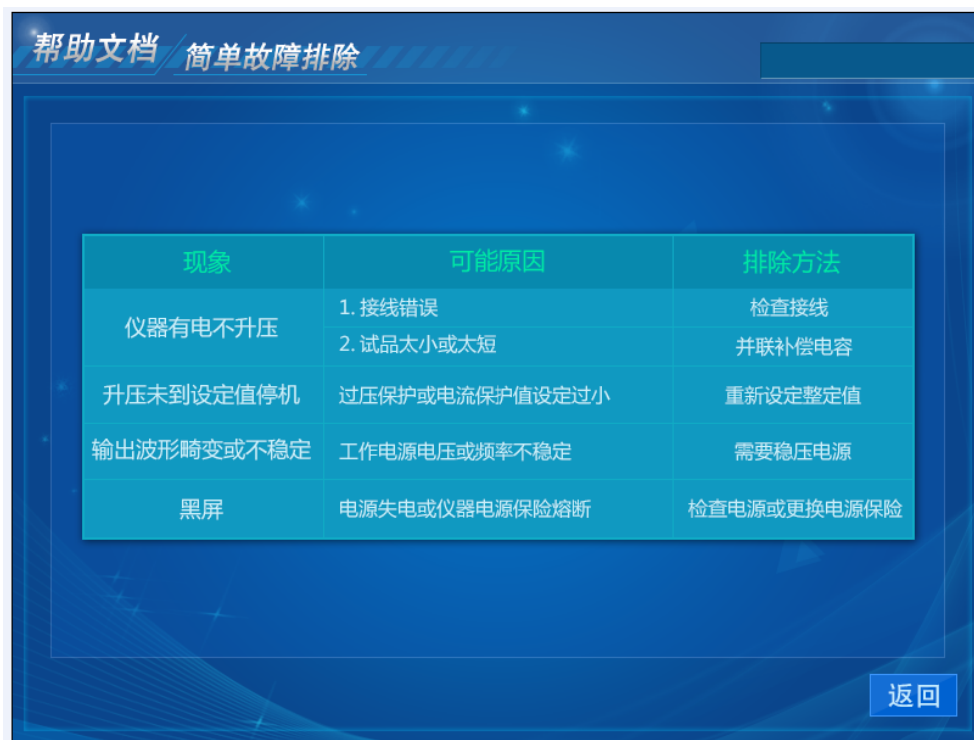 帮助文档 简单故障排除
现象 可能原因 排除方法
仪器有电不升压
1. 接线错误 检查接线
2. 试品太小或太短 并联补偿电容
升压未到设定值停机 过压保护或电流保护值设定过小 重新设定整定值
输出波形畸变或不稳定 工作电源电压或频率不稳定 需要稳压电源
黑屏 电源失电或仪器电源保险熔断 检查电源或更换电源保险
返回